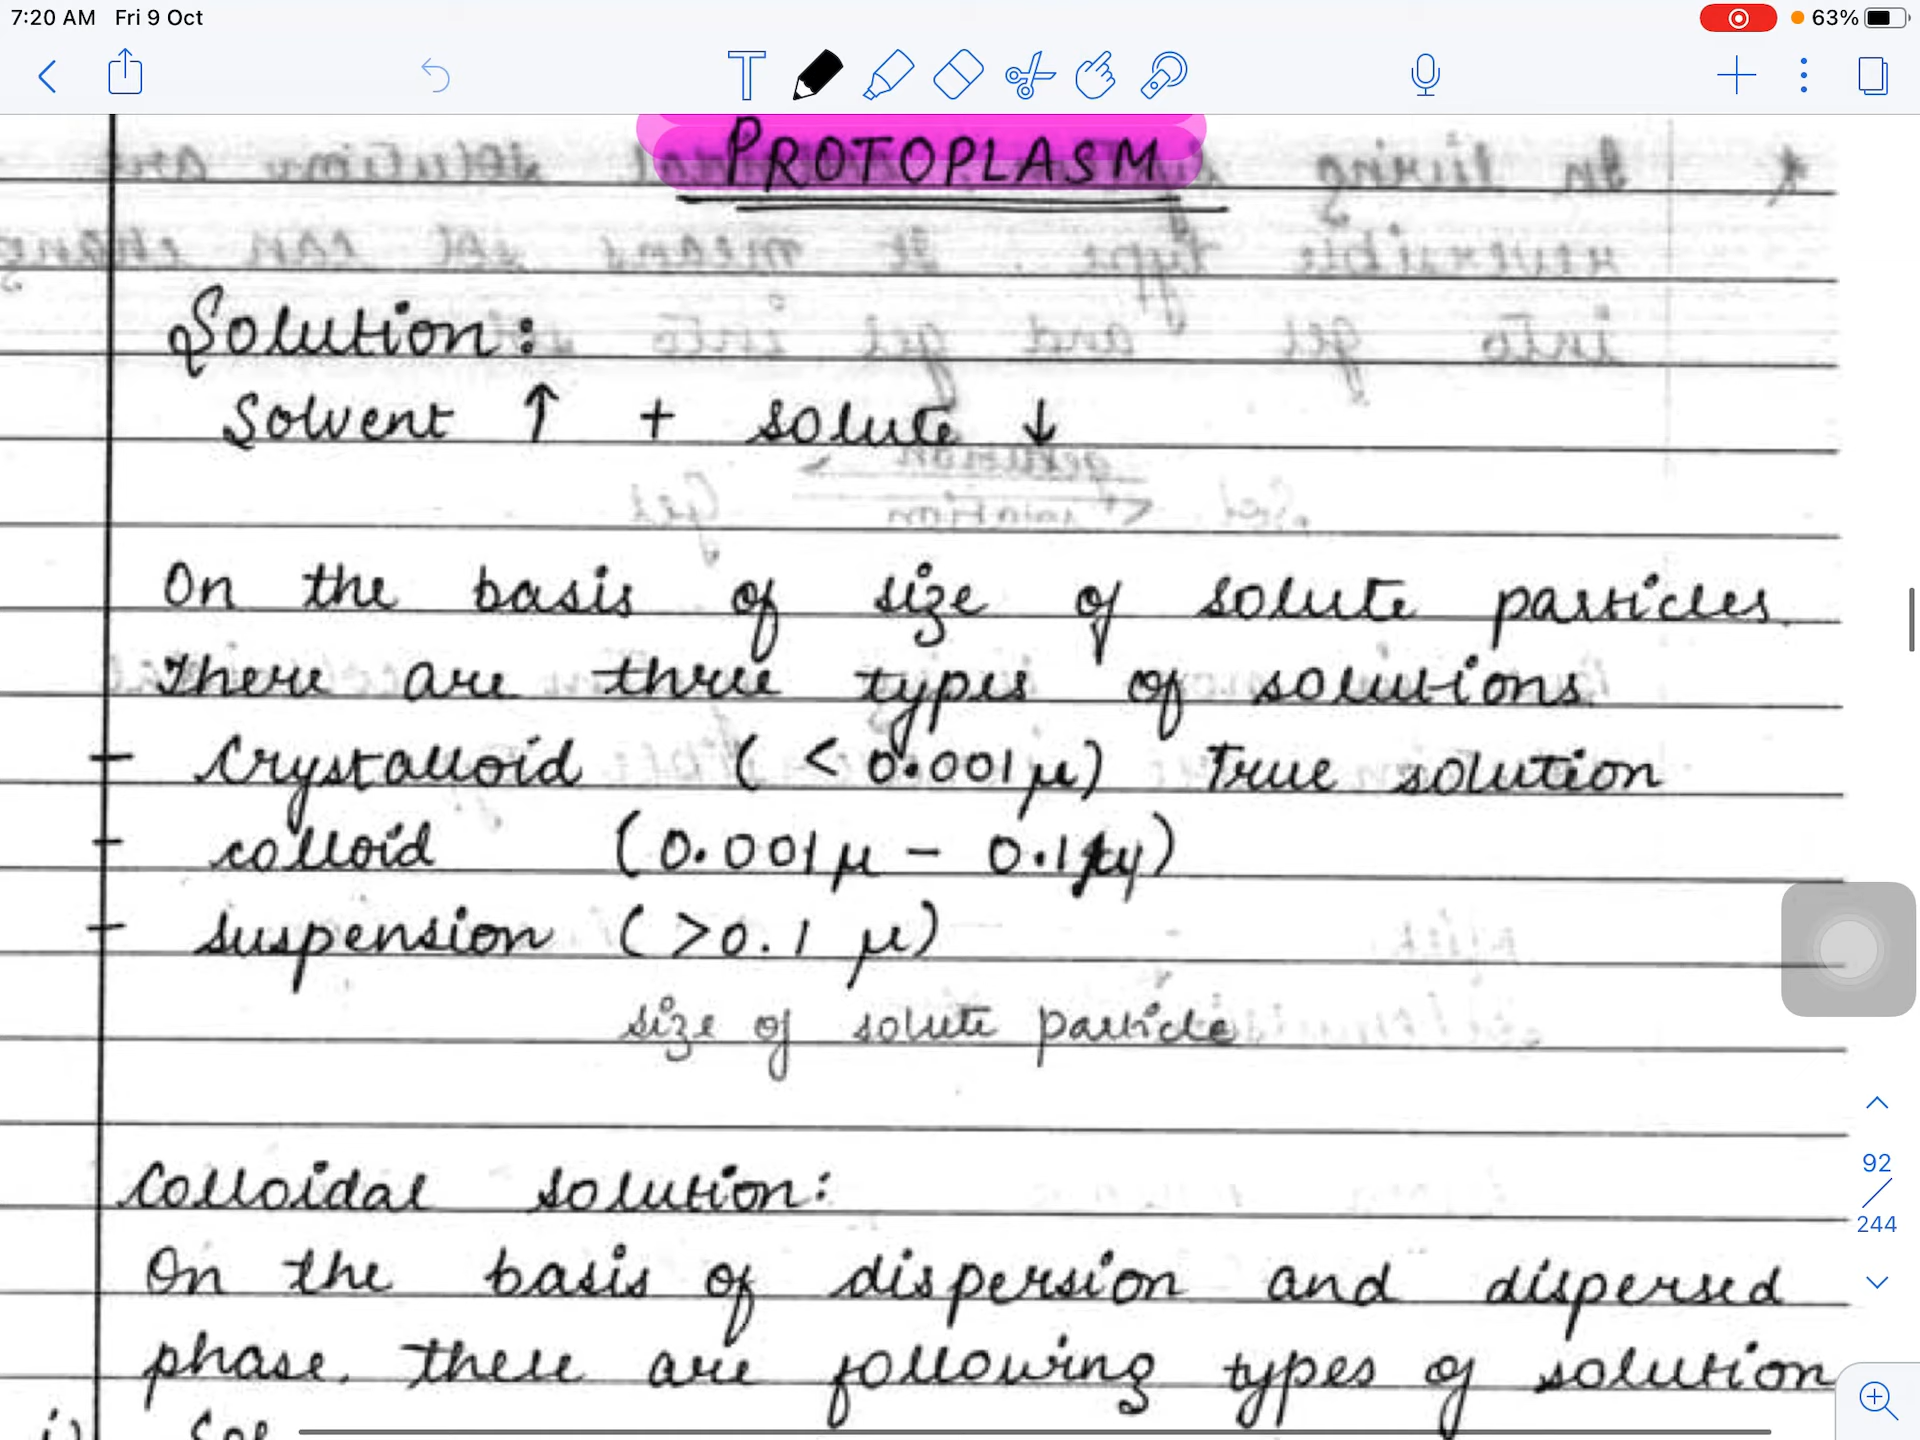 7:20 AM Fri 9 Oct
63%
T
PROTOPLASM
Solution:
Solvent ↑ + solute ↓
On the basis of size of solute particles.
There are three types of solutions
- Crystalloid ( < 0.001 μ) True solution
- colloid (0.001 μ - 0.1 μ)
- suspension ( >0.1 μ)
size of solute particle
Colloidal solution:
On the basis of dispersion and dispersed
phase. there are following types of solution
i) Sol
92
/
244